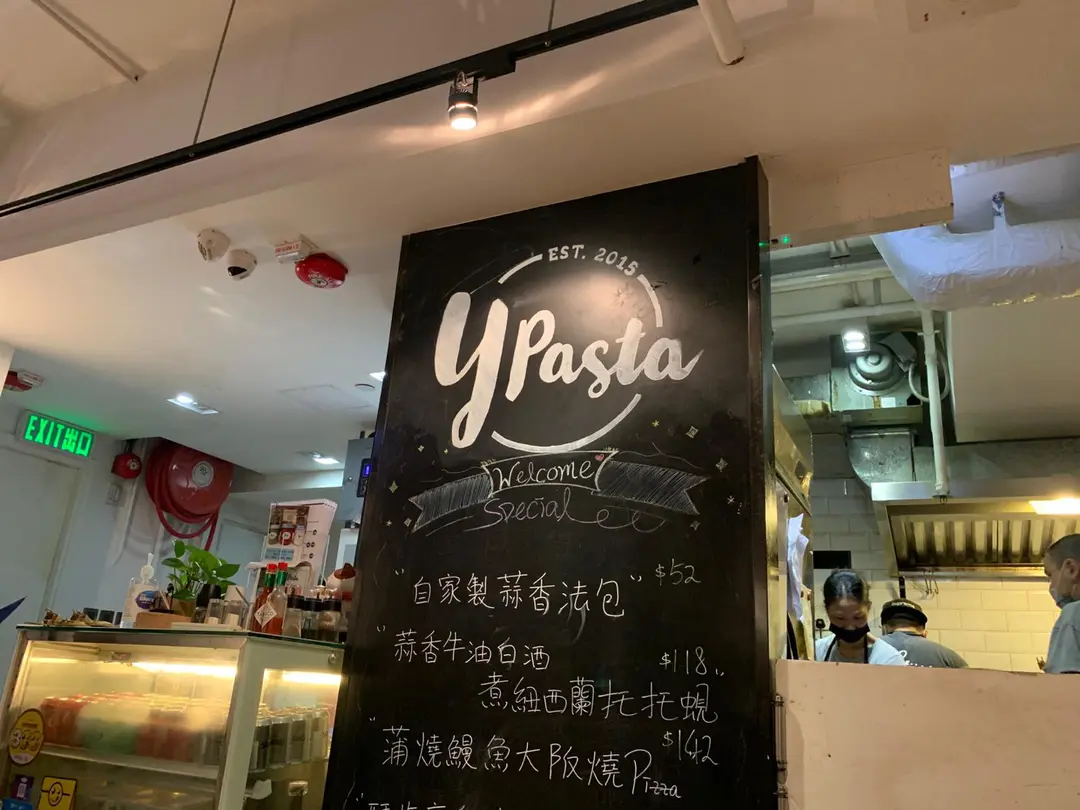 EST. 2015
yPasta
Welcome
Special
"自家製蒜香法包" $52
"蒜香牛油白酒 $118"
煮紐西蘭托托蜆
"蒲燒鰻魚大阪燒Pizza $142
EXIT出口